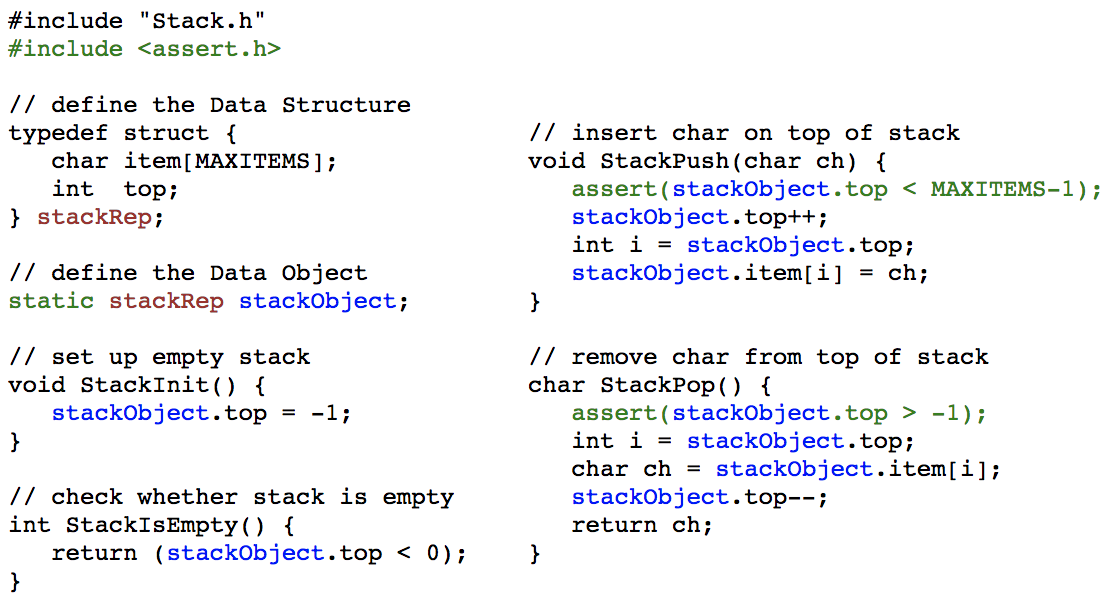 #include "Stack.h"
#include <assert.h>

// define the Data Structure
typedef struct {
   char item[MAXITEMS];
   int  top;
} stackRep;

// define the Data Object
static stackRep stackObject;

// set up empty stack
void StackInit() {
   stackObject.top = -1;
}

// check whether stack is empty
int StackIsEmpty() {
   return (stackObject.top < 0);
}

// insert char on top of stack
void StackPush(char ch) {
   assert(stackObject.top < MAXITEMS-1);
   stackObject.top++;
   int i = stackObject.top;
   stackObject.item[i] = ch;
}

// remove char from top of stack
char StackPop() {
   assert(stackObject.top > -1);
   int i = stackObject.top;
   char ch = stackObject.item[i];
   stackObject.top--;
   return ch;
}